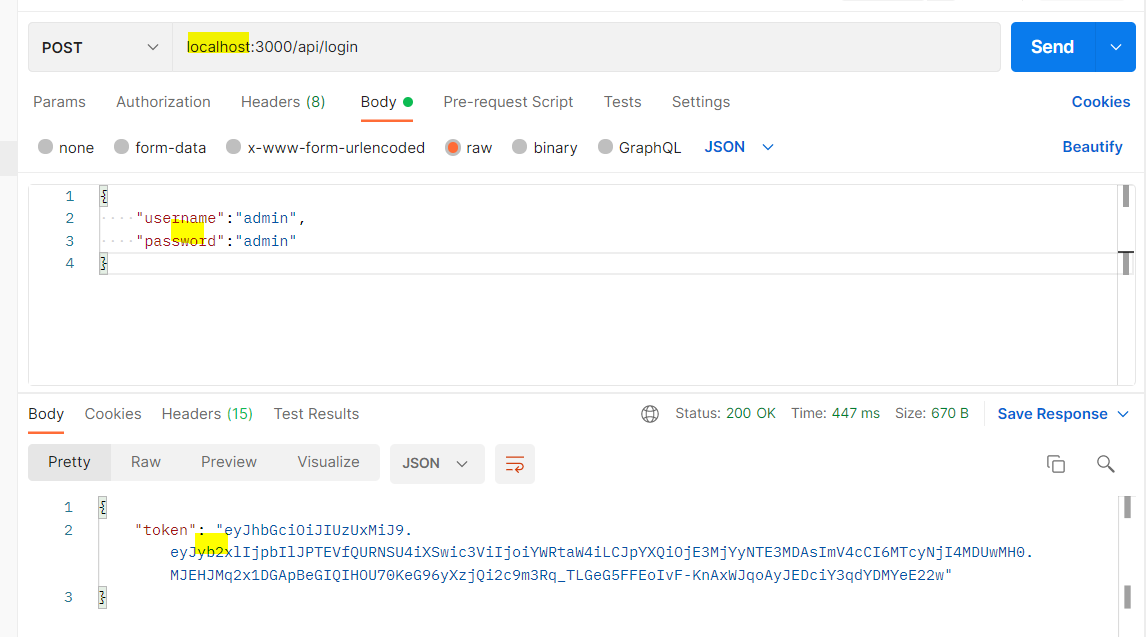 POST localhost:3000/api/login Send
Params Authorization Headers (8) Body Pre-request Script Tests Settings Cookies
none form-data x-www-form-urlencoded raw binary GraphQL JSON Beautify
1 {
2 "username":"admin",
3 "password":"admin"
4 }
Body Cookies Headers (15) Test Results Status: 200 OK Time: 447 ms Size: 670 B Save Response
Pretty Raw Preview Visualize JSON
1 {
2 "token": "eyJhbGciOiJIUzUxMiJ9.
eyJyb2xlIjpbIlJPTEVfQURNSU4iXSwic3ViIjoiYWRtaW4iLCJpYXQiOjE3MjYyNTE3MDAsImV4cCI6MTcyNjI4MDUwMH0.
MJEHJMq2x1DGApBeGIQIHOU70KeG96yXzjQi2c9m3Rq_TLGeG5FFEoIvF-KnAxWJqoAyJEDciY3qdYDMYeE22w"
3 }